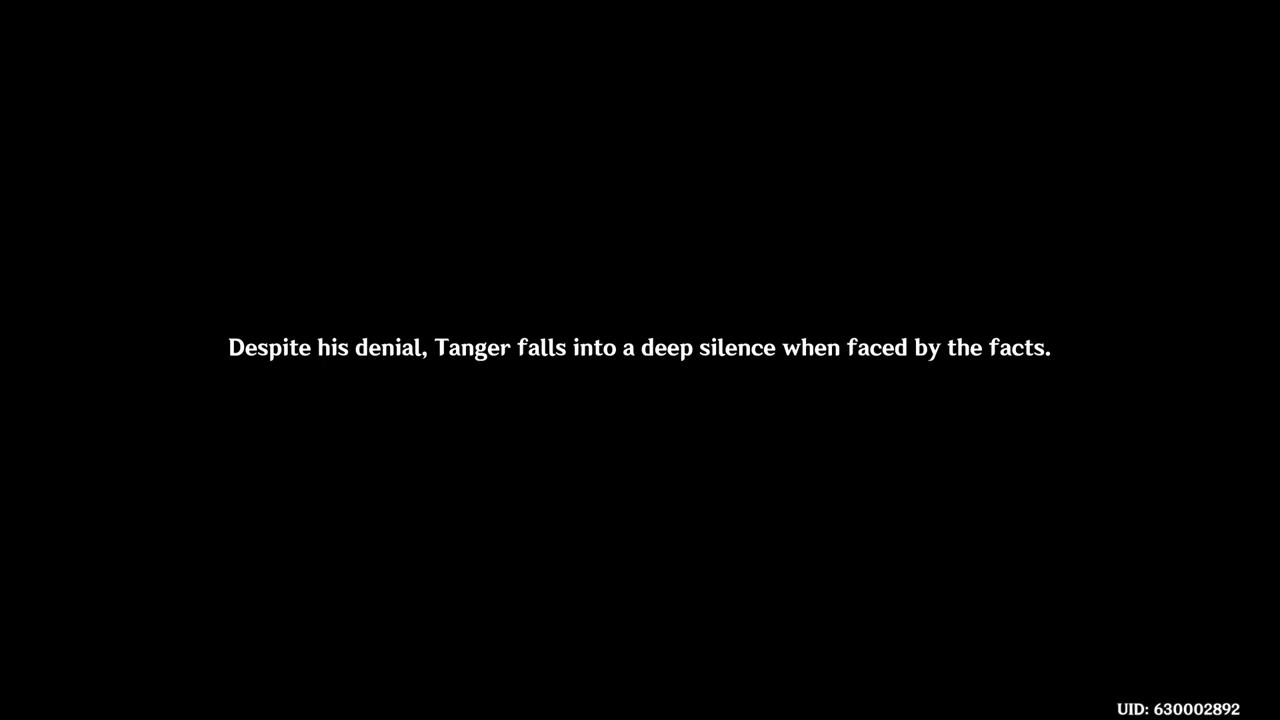 Despite his denial, Tanger falls into a deep silence when faced by the facts.
UID: 630002892